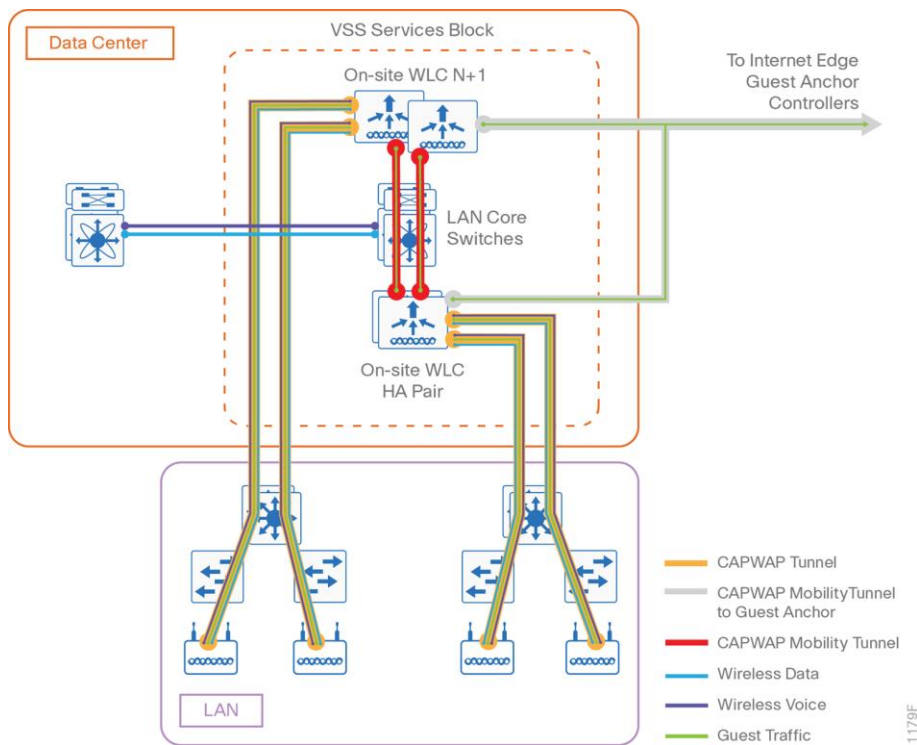 Data Center
VSS Services Block
On-site WLC N+1
To Internet Edge
Guest Anchor
Controllers
LAN Core
Switches
On-site WLC
HA Pair
LAN
CAPWAP Tunnel
CAPWAP MobilityTunnel
to Guest Anchor
CAPWAP Mobility Tunnel
Wireless Data
Wireless Voice
Guest Traffic
1179F